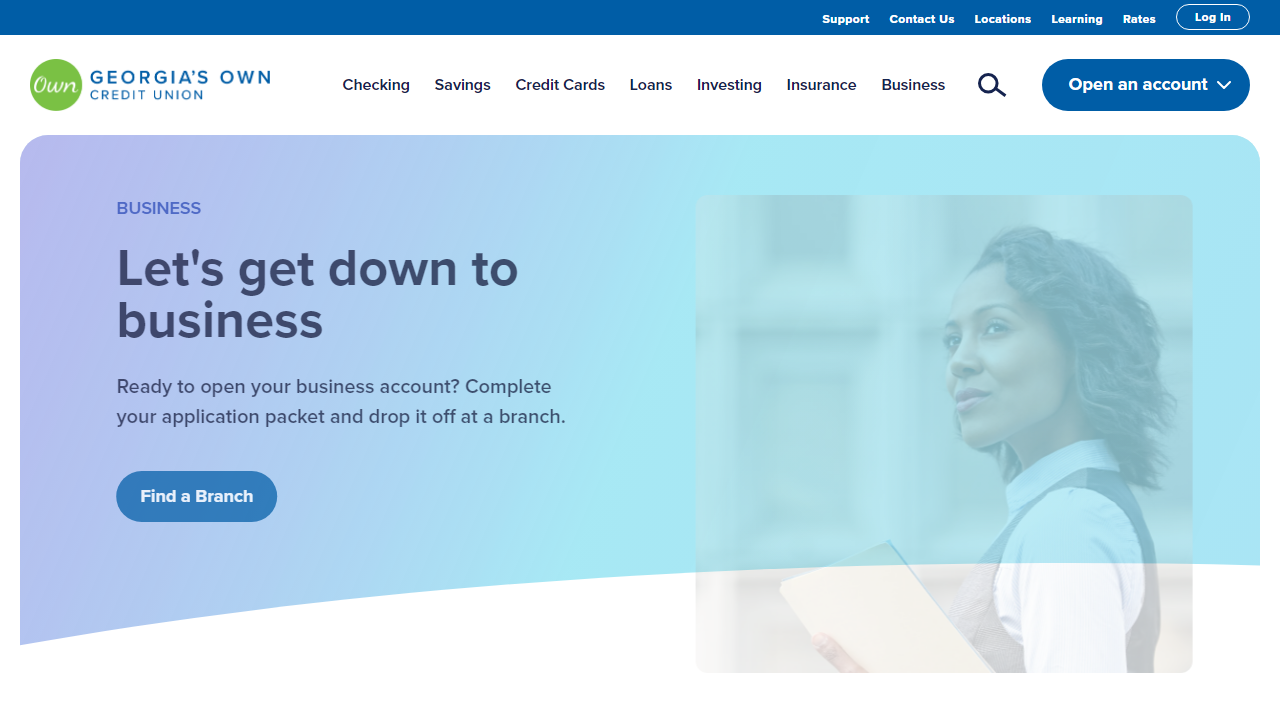 Support Contact Us Locations Learning Rates Log In
Own GEORGIA'S OWN
CREDIT UNION
Checking Savings Credit Cards Loans Investing Insurance Business Open an account
BUSINESS
Let's get down to
business
Ready to open your business account? Complete
your application packet and drop it off at a branch.
Find a Branch